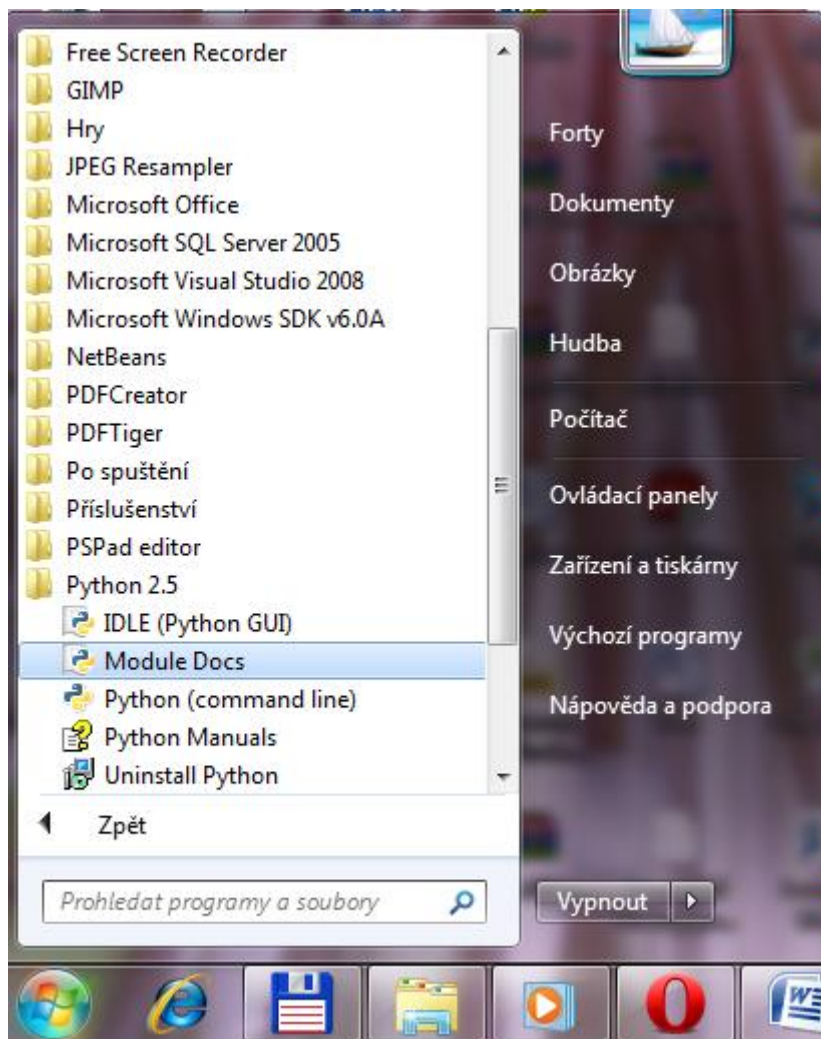 Free Screen Recorder
GIMP
Hry
JPEG Resampler
Microsoft Office
Microsoft SQL Server 2005
Microsoft Visual Studio 2008
Microsoft Windows SDK v6.0A
NetBeans
PDFCreator
PDFTiger
Po spuštění
Příslušenství
PSPad editor
Python 2.5
IDLE (Python GUI)
Module Docs
Python (command line)
Python Manuals
Uninstall Python
Zpět
Prohledat programy a soubory
Forty
Dokumenty
Obrázky
Hudba
Počítač
Ovládací panely
Zařízení a tiskárny
Výchozí programy
Nápověda a podpora
Vypnout